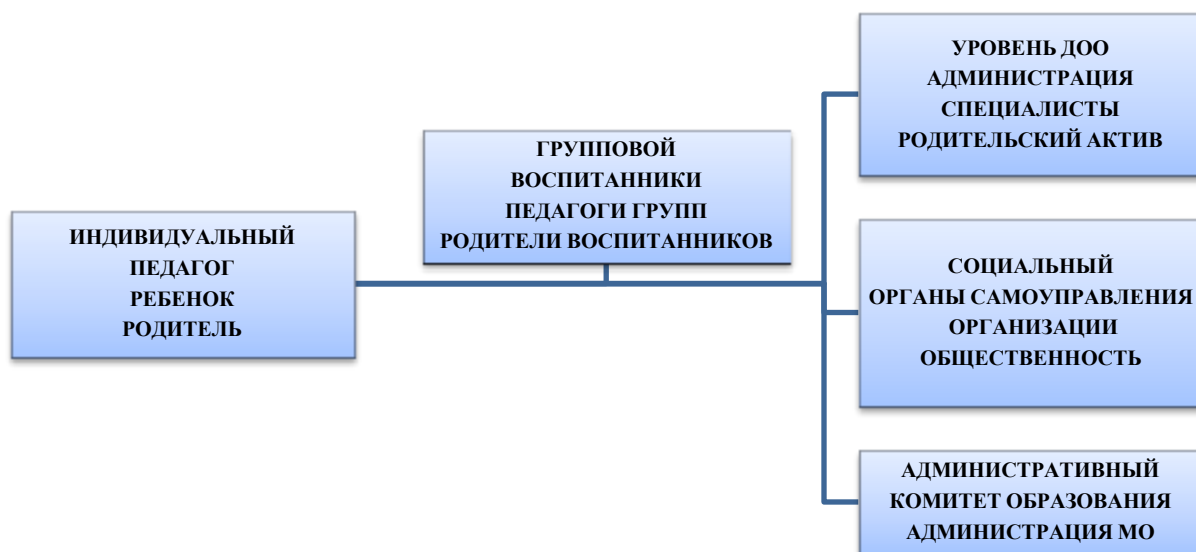 ИНДИВИДУАЛЬНЫЙ
ПЕДАГОГ
РЕБЕНОК
РОДИТЕЛЬ
ГРУППОВОЙ
ВОСПИТАННИКИ
ПЕДАГОГИ ГРУПП
РОДИТЕЛИ ВОСПИТАННИКОВ
УРОВЕНЬ ДОО
АДМИНИСТРАЦИЯ
СПЕЦИАЛИСТЫ
РОДИТЕЛЬСКИЙ АКТИВ
СОЦИАЛЬНЫЙ
ОРГАНЫ САМОУПРАВЛЕНИЯ
ОРГАНИЗАЦИИ
ОБЩЕСТВЕННОСТЬ
АДМИНИСТРАТИВНЫЙ
КОМИТЕТ ОБРАЗОВАНИЯ
АДМИНИСТРАЦИЯ МО